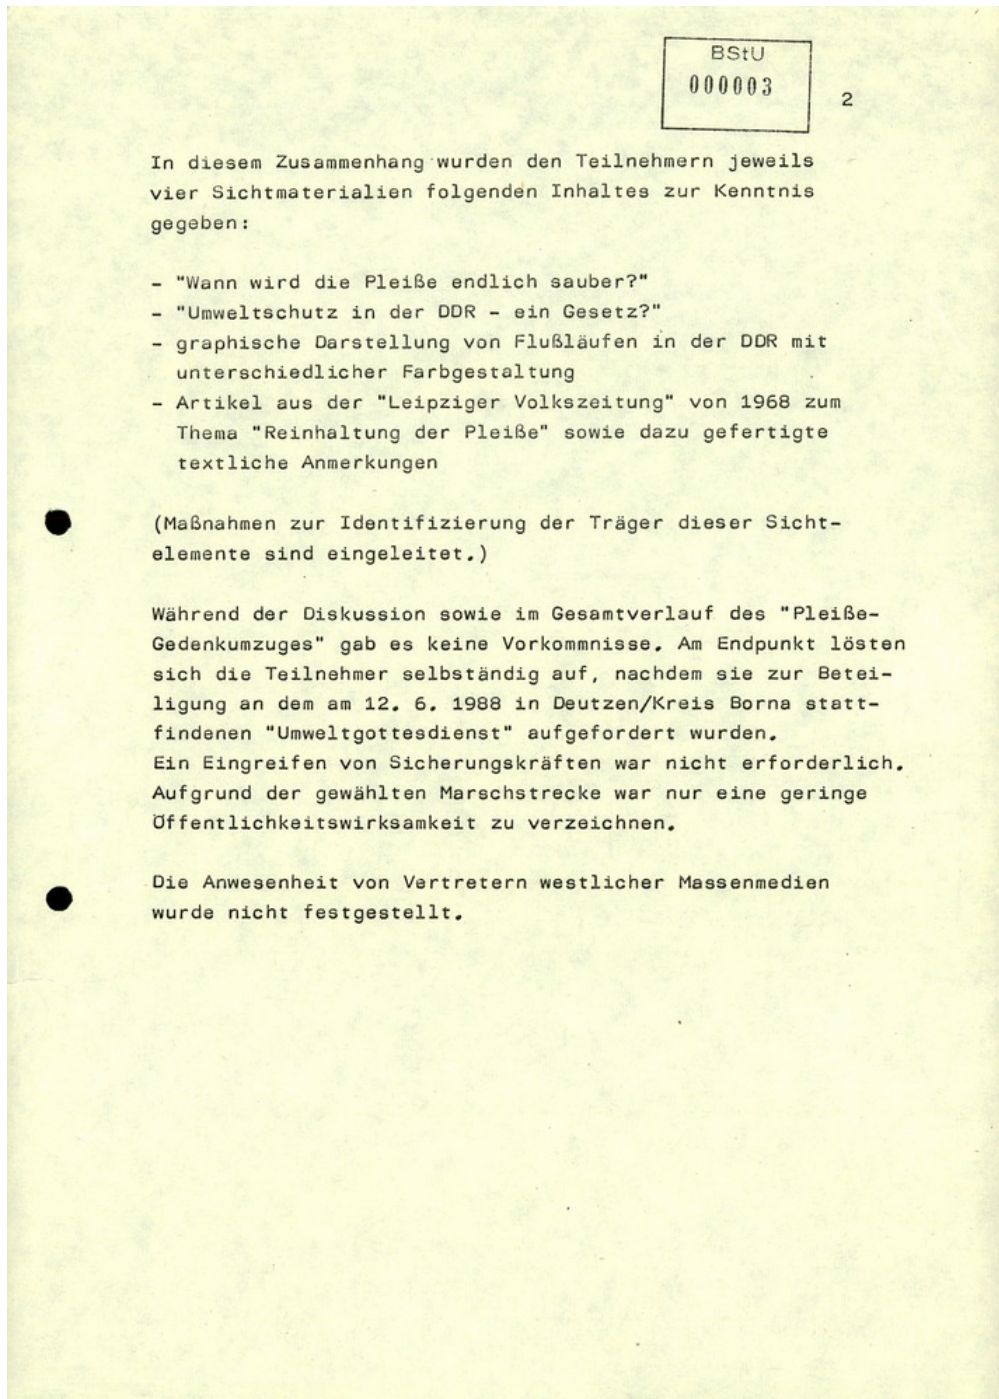 BStU
000003
2
In diesem Zusammenhang wurden den Teilnehmern jeweils
vier Sichtmaterialien folgenden Inhaltes zur Kenntnis
gegeben:
- "Wann wird die Pleiße endlich sauber?"
- "Umweltschutz in der DDR - ein Gesetz?"
- graphische Darstellung von Flußläufen in der DDR mit
unterschiedlicher Farbgestaltung
- Artikel aus der "Leipziger Volkszeitung" von 1968 zum
Thema "Reinhaltung der Pleiße" sowie dazu gefertigte
textliche Anmerkungen
(Maßnahmen zur Identifizierung der Träger dieser Sicht-
elemente sind eingeleitet.)
Während der Diskussion sowie im Gesamtverlauf des "Pleiße-
Gedenkumzuges" gab es keine Vorkommnisse. Am Endpunkt lösten
sich die Teilnehmer selbständig auf, nachdem sie zur Betei-
ligung an dem am 12. 6. 1988 in Deutzen/Kreis Borna statt-
findenen "Umweltgottesdienst" aufgefordert wurden.
Ein Eingreifen von Sicherungskräften war nicht erforderlich.
Aufgrund der gewählten Marschstrecke war nur eine geringe
Öffentlichkeitswirksamkeit zu verzeichnen.
Die Anwesenheit von Vertretern westlicher Massenmedien
wurde nicht festgestellt.